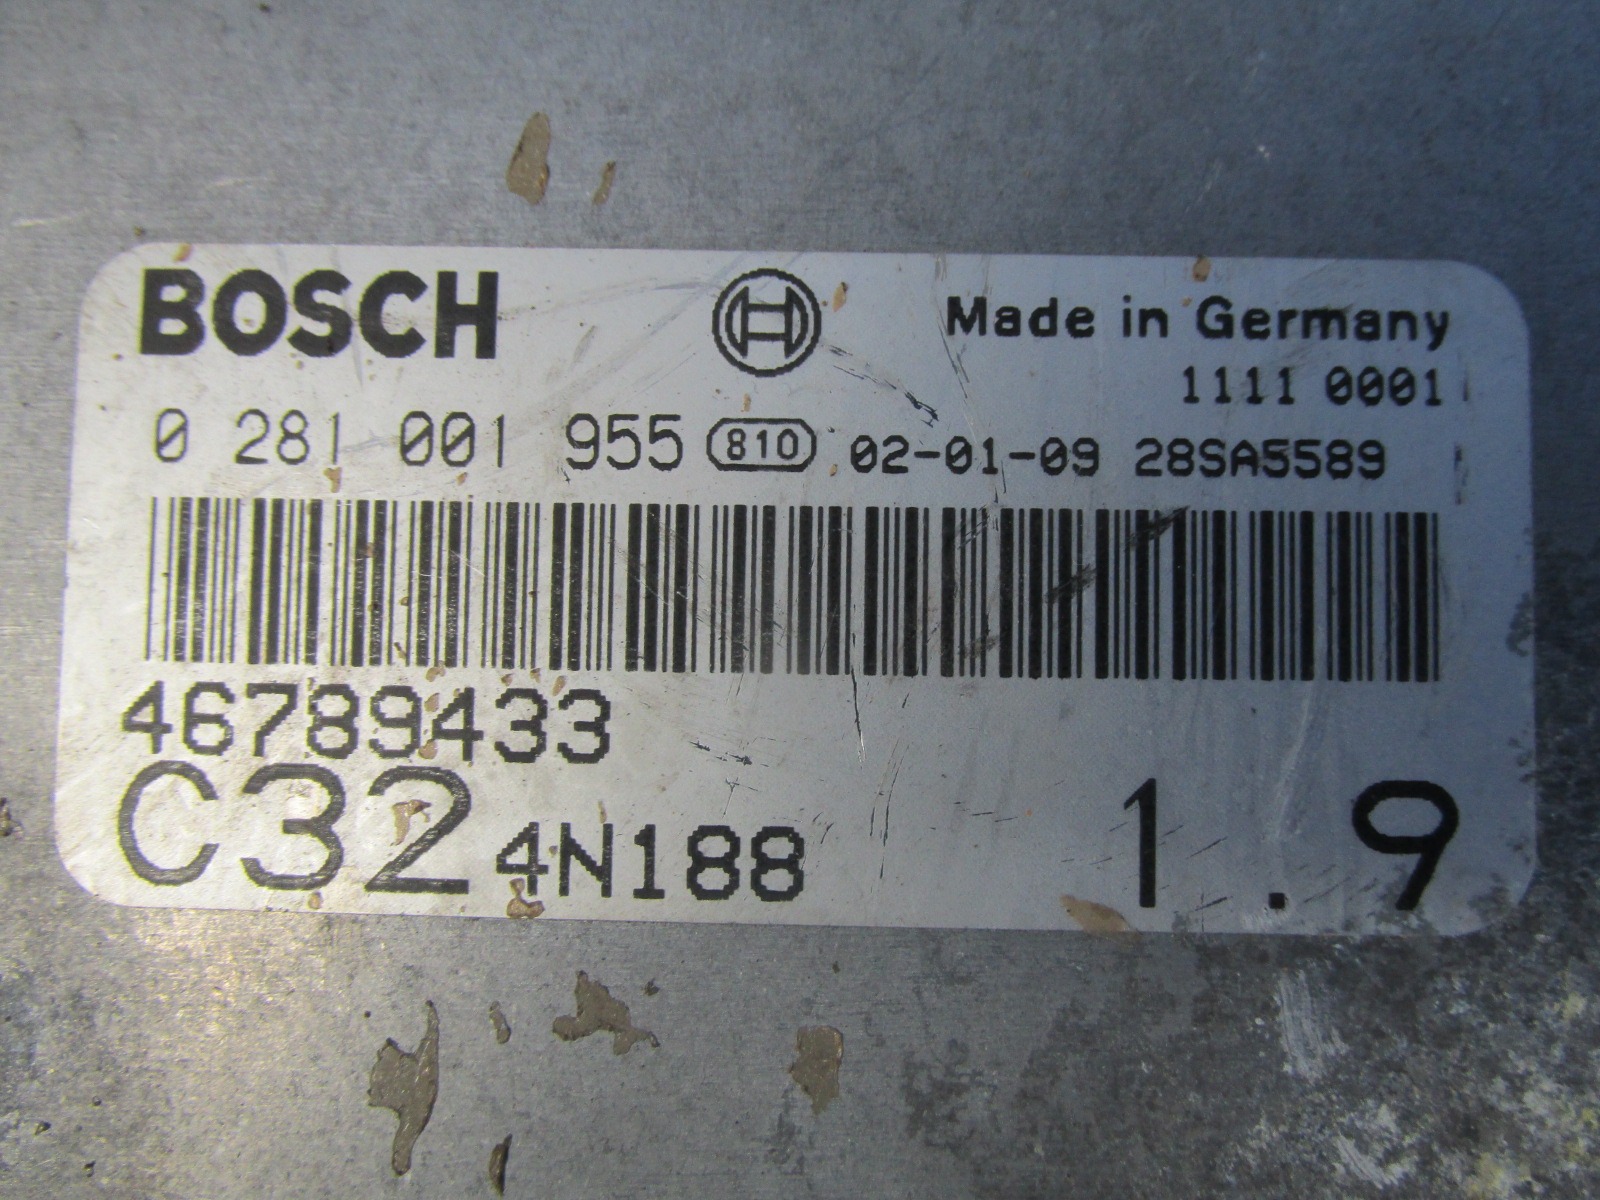 BOSCH
Made in Germany
1111 0001
0 281 001 955 810 02-01-09 28SA5589
46789433
C32 4N188 1.9